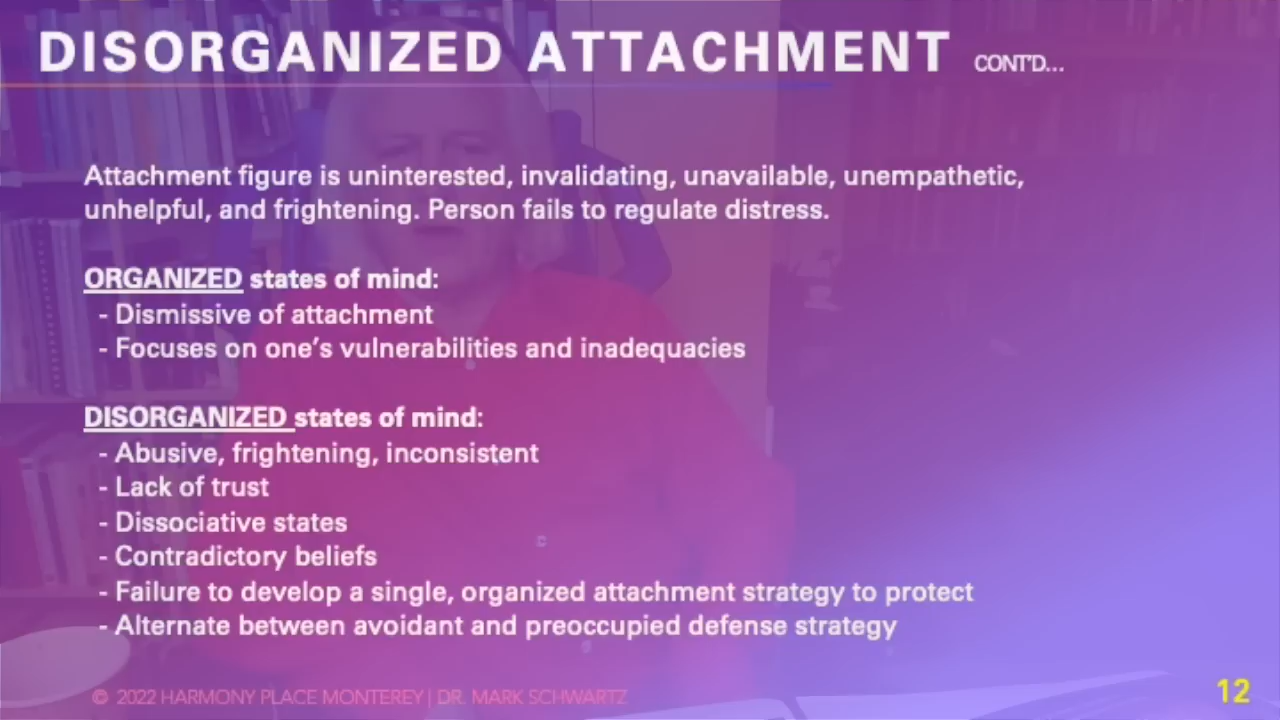 DISORGANIZED ATTACHMENT CONT'D...
Attachment figure is uninterested, invalidating, unavailable, unempathetic,
unhelpful, and frightening. Person fails to regulate distress.
ORGANIZED states of mind:
- Dismissive of attachment
- Focuses on one’s vulnerabilities and inadequacies
DISORGANIZED states of mind:
- Abusive, frightening, inconsistent
- Lack of trust
- Dissociative states
- Contradictory beliefs
- Failure to develop a single, organized attachment strategy to protect
- Alternate between avoidant and preoccupied defense strategy
© 2022 HARMONY PLACE MONTEREY | DR. MARK SCHWARTZ
12